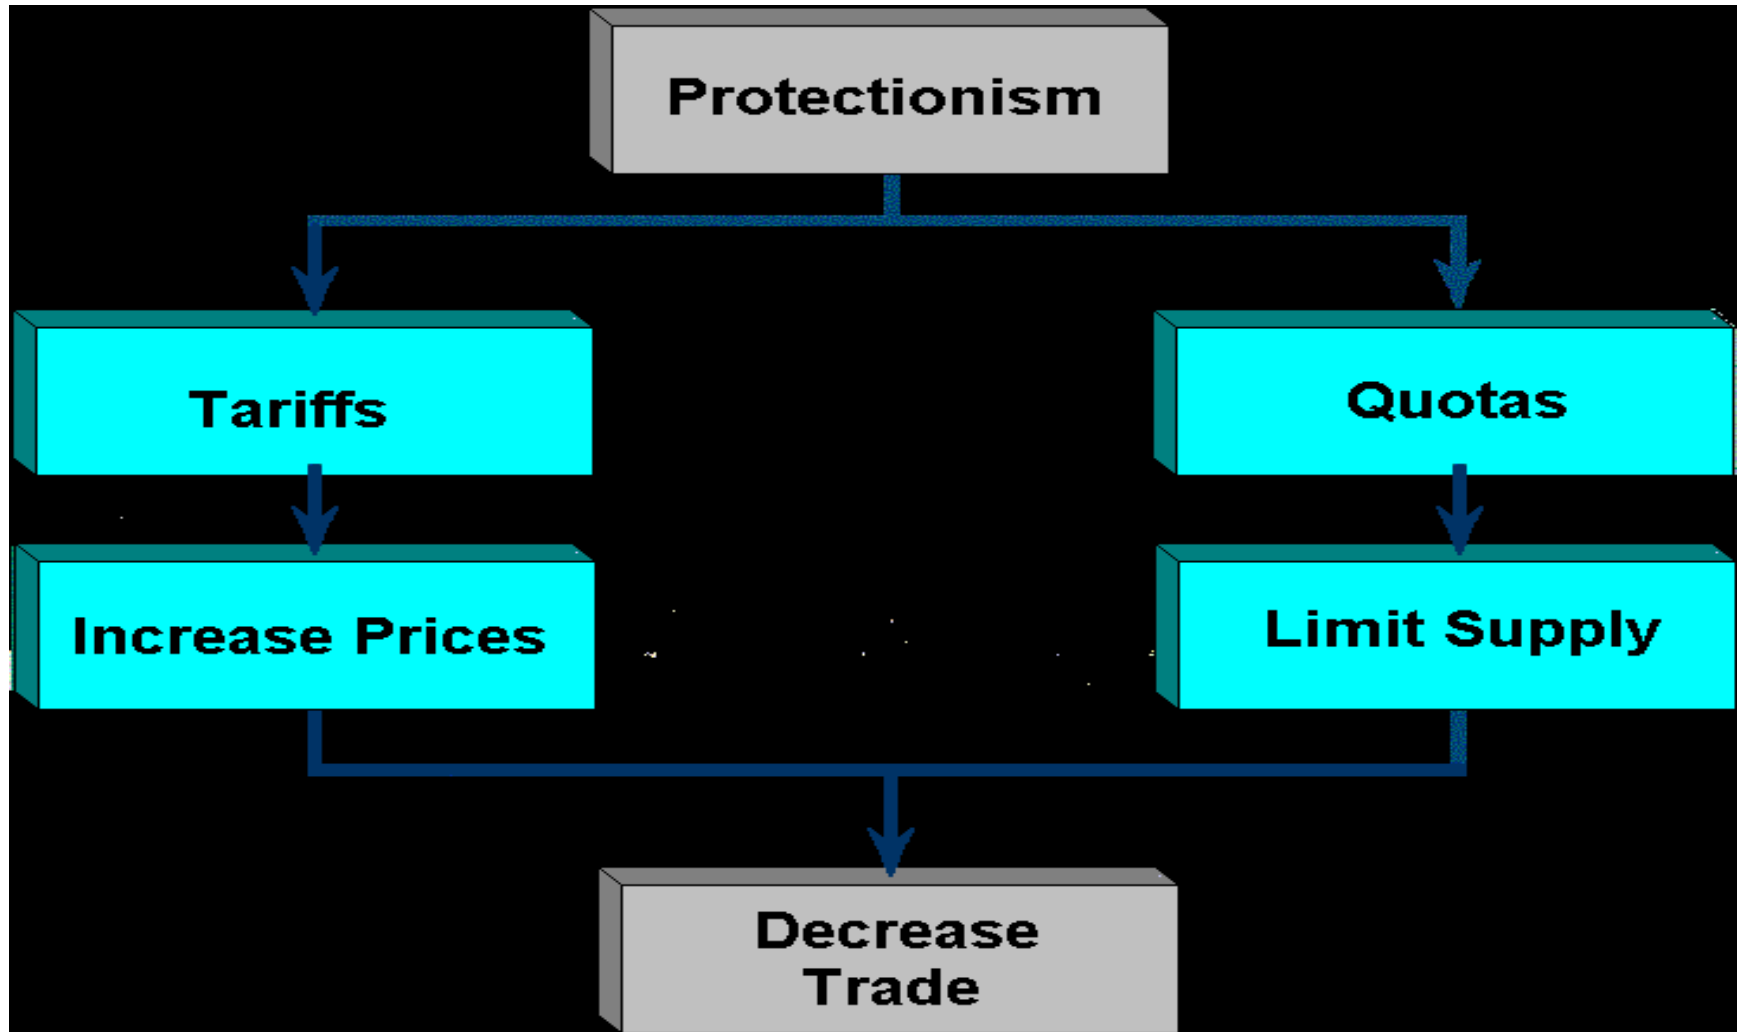 Protectionism
Tariffs
Quotas
Increase Prices
Limit Supply
Decrease
Trade